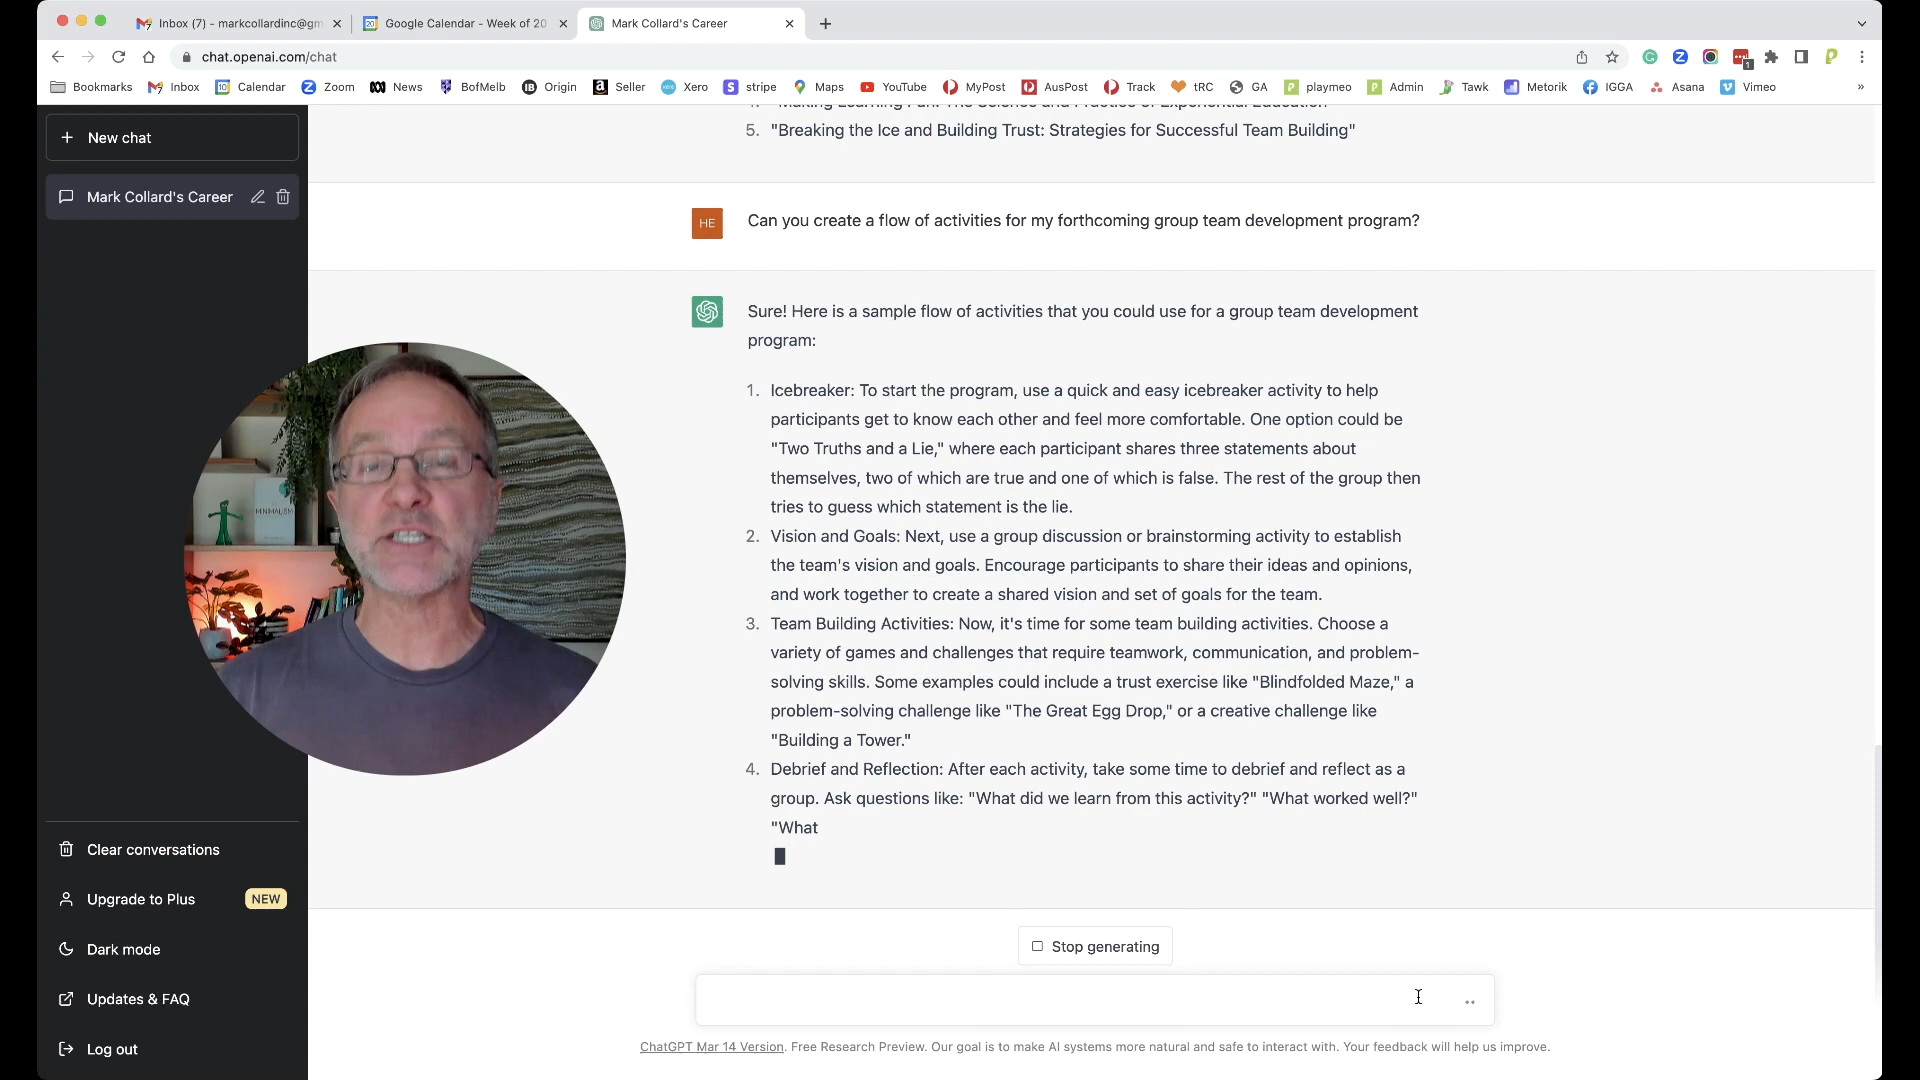 Inbox (7) - markcollardinc@gm
Google Calendar - Week of 20
Mark Collard's Career
chat.openai.com/chat
1
Bookmarks
Inbox
Calendar
Zoom
News
BofMelb
Origin
Seller
Xero
stripe
Maps
YouTube
MyPost
AusPost
Track
tRC
GA
playmeo
Admin
Tawk
Metorik
IGGA
Asana
Vimeo
»
New chat
Mark Collard's Career
4. "Making Learning Fun: The Science and Practice of Experiential Education"
5. "Breaking the Ice and Building Trust: Strategies for Successful Team Building"
HE
Can you create a flow of activities for my forthcoming group team development program?
Sure! Here is a sample flow of activities that you could use for a group team development
program:
1. Icebreaker: To start the program, use a quick and easy icebreaker activity to help
participants get to know each other and feel more comfortable. One option could be
"Two Truths and a Lie," where each participant shares three statements about
themselves, two of which are true and one of which is false. The rest of the group then
tries to guess which statement is the lie.
2. Vision and Goals: Next, use a group discussion or brainstorming activity to establish
the team's vision and goals. Encourage participants to share their ideas and opinions,
and work together to create a shared vision and set of goals for the team.
3. Team Building Activities: Now, it's time for some team building activities. Choose a
variety of games and challenges that require teamwork, communication, and problem-
solving skills. Some examples could include a trust exercise like "Blindfolded Maze," a
problem-solving challenge like "The Great Egg Drop," or a creative challenge like
"Building a Tower."
4. Debrief and Reflection: After each activity, take some time to debrief and reflect as a
group. Ask questions like: "What did we learn from this activity?" "What worked well?"
"What
MINIMALISM
Clear conversations
Upgrade to Plus
NEW
Dark mode
Updates & FAQ
Log out
Stop generating
ChatGPT Mar 14 Version. Free Research Preview. Our goal is to make AI systems more natural and safe to interact with. Your feedback will help us improve.